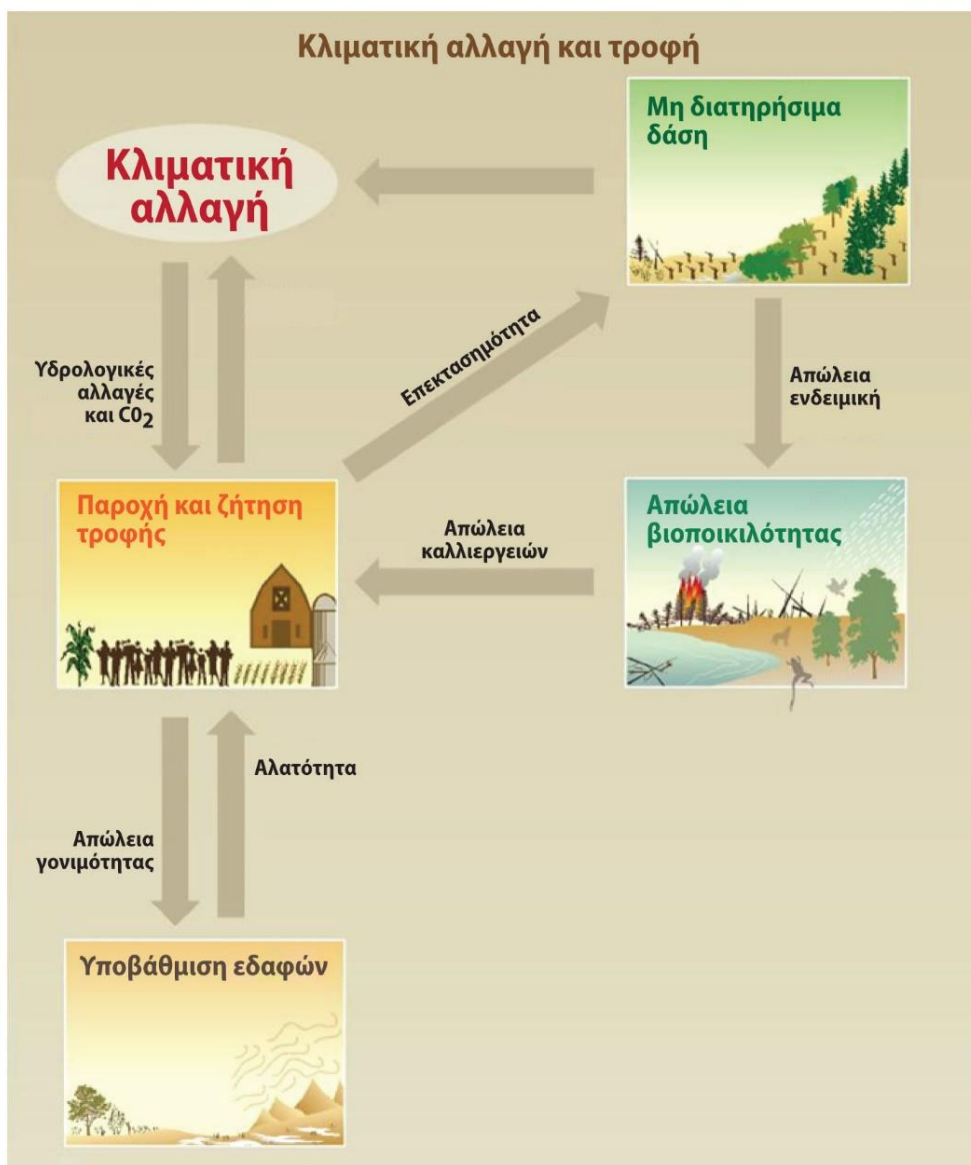 Κλιματική αλλαγή και τροφή
Μη διατηρήσιμα
δάση
Κλιματική
αλλαγή
Υδρολογικές
αλλαγές
και C02
Επεκτασημότητα
Απώλεια
ενδειμική
Παροχή και ζήτηση
τροφής
Απώλεια
καλλιεργειών
Απώλεια
βιοποικιλότητας
Αλατότητα
Απώλεια
γονιμότητας
Υποβάθμιση εδαφών